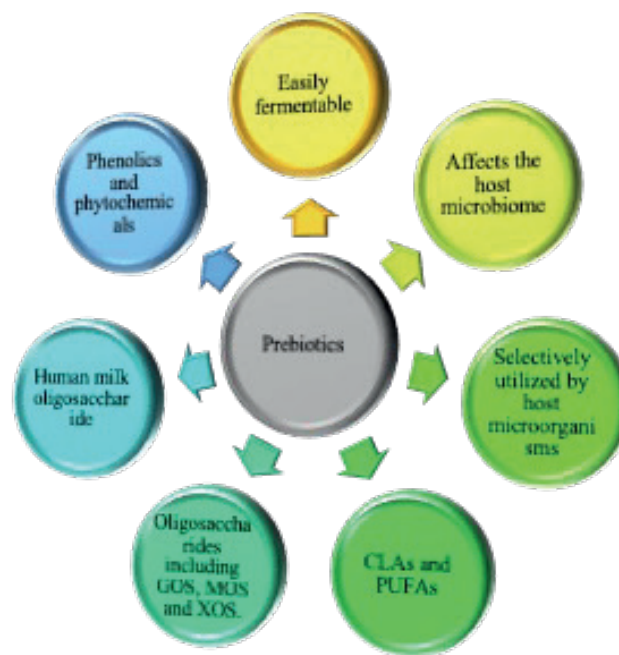 Easily
fermentable
Affects the
host
microbiome
Selectively
utilized by
host
microorgani
sms
CLAs and
PUFAs
Oligosaccha
rides
including
GOS, MOS
and XOS.
Human milk
oligosacchar
ide
Phenolics
and
phytochemic
als
Prebiotics